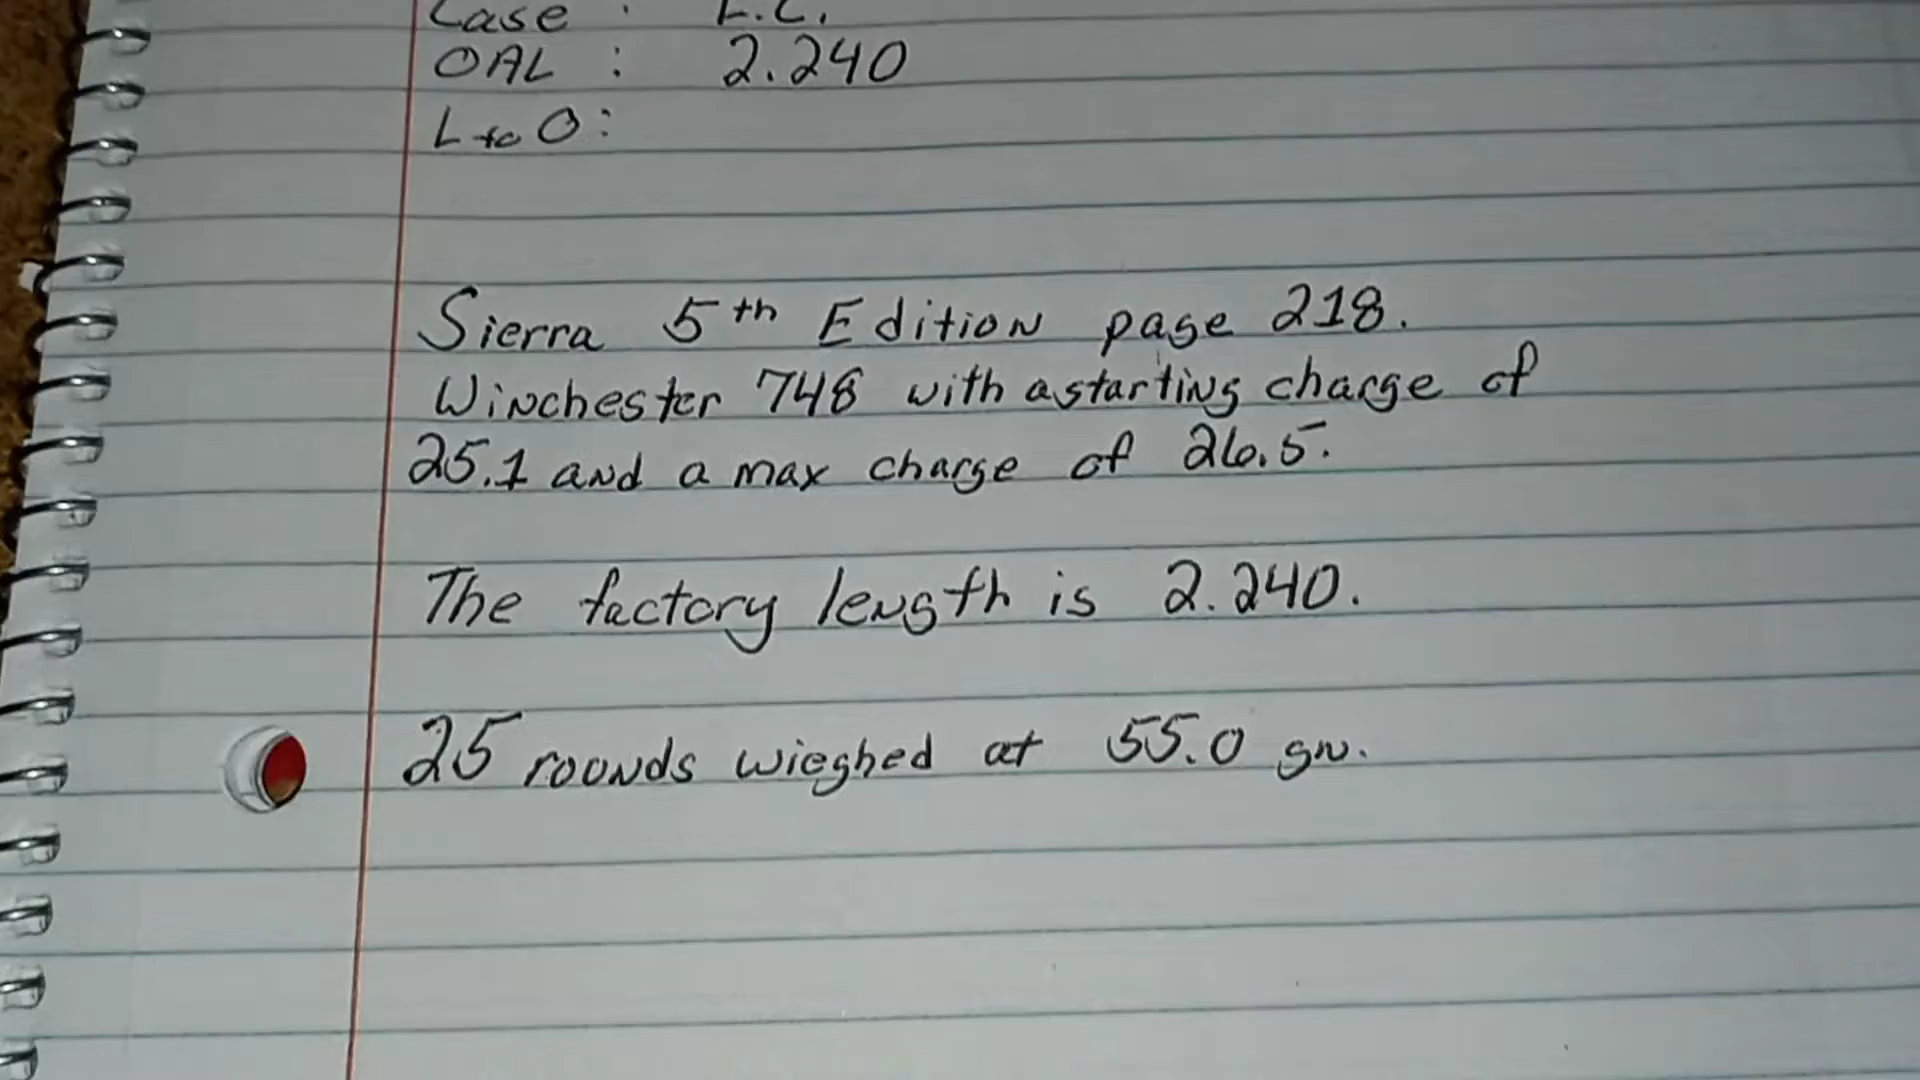 Case : L.C.
OAL : 2.240
L to O:
Sierra 5th Edition page 218.
Winchester 748 with a starting charge of
25.1 and a max charge of 26.5.
The factory length is 2.240.
25 rounds wieghed at 55.0 gn.